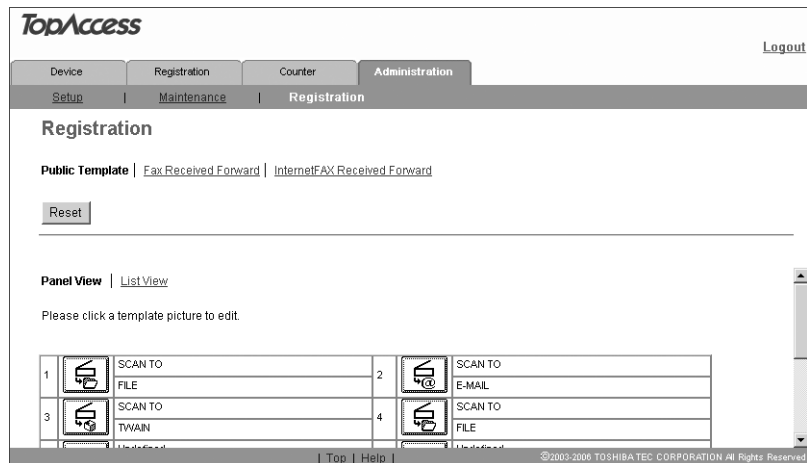 TopAccess
Logout
Device Registration Counter Administration
Setup | Maintenance | Registration
Registration
Public Template | Fax Received Forward | InternetFAX Received Forward
Reset
Panel View | List View
Please click a template picture to edit.
1 SCAN TO FILE 2 SCAN TO E-MAIL
3 SCAN TO TWAIN 4 SCAN TO FILE
| Top | Help | ©2003-2006 TOSHIBA TEC CORPORATION All Rights Reserved